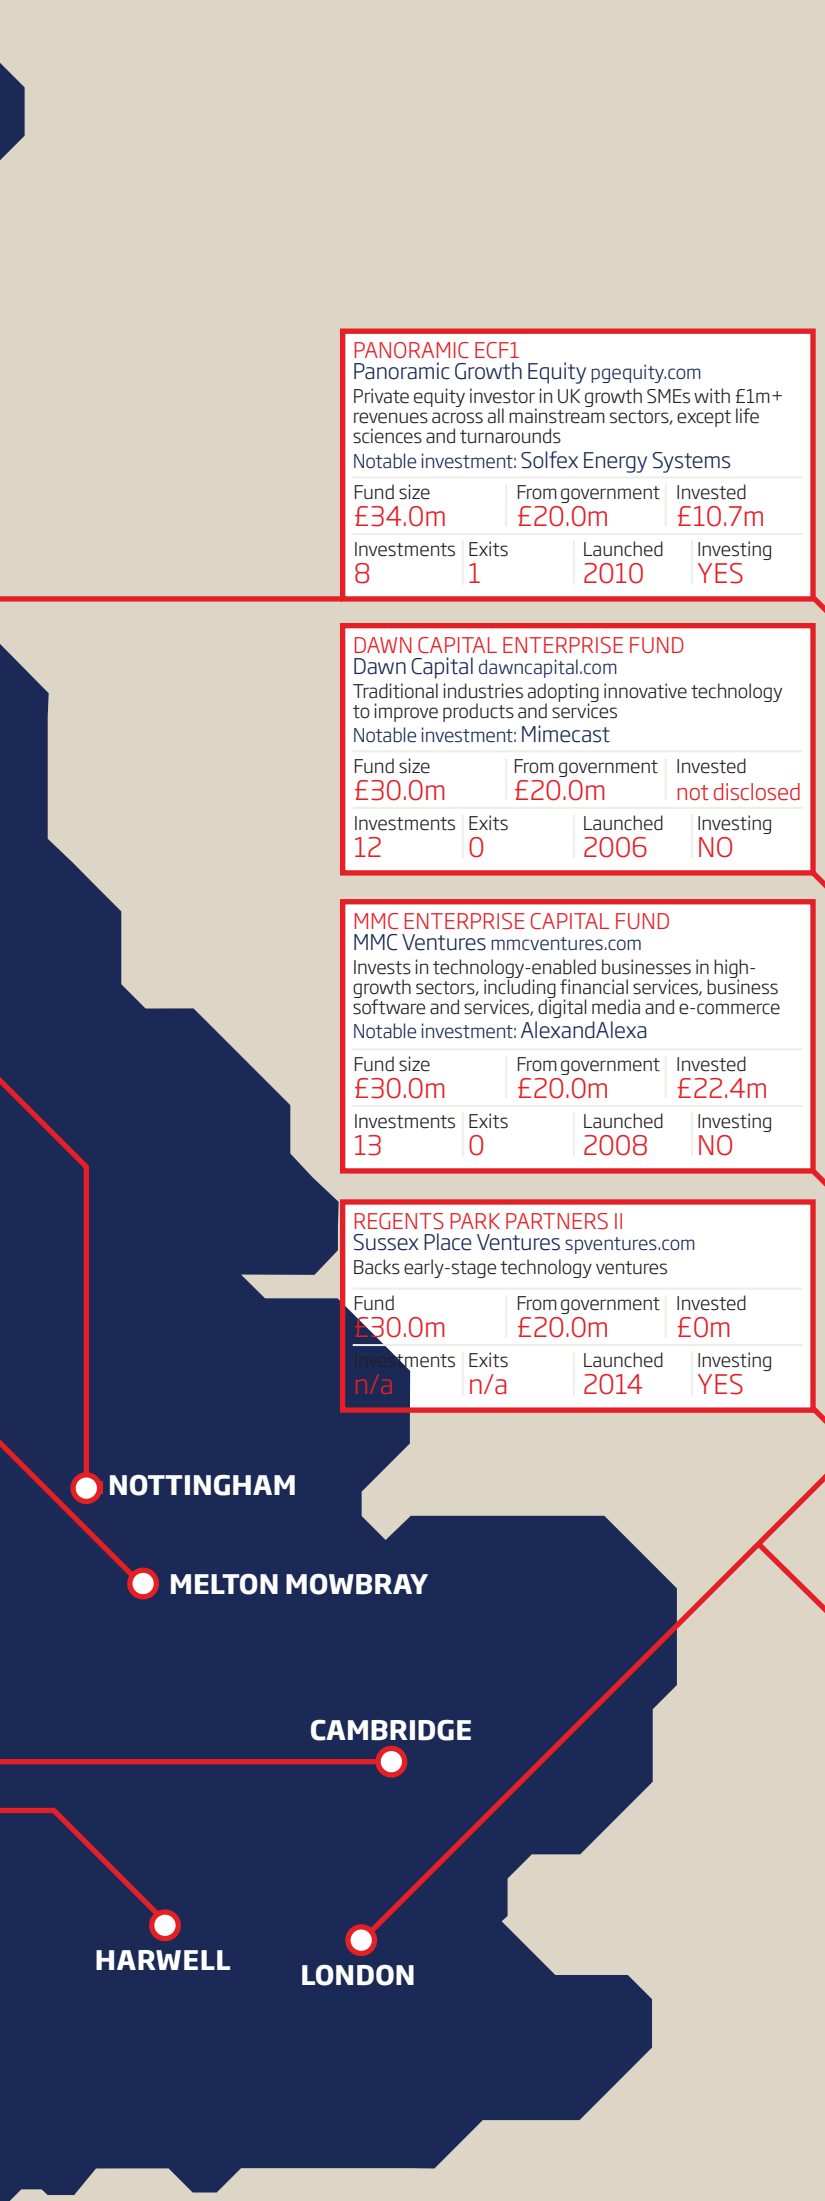 PANORAMIC ECF1
Panoramic Growth Equity pgequity.com
Private equity investor in UK growth SMEs with £1m+
revenues across all mainstream sectors, except life
sciences and turnarounds
Notable investment: Solfex Energy Systems
Fund size From government Invested
£34.0m £20.0m £10.7m
Investments Exits Launched Investing
8 1 2010 YES
DAWN CAPITAL ENTERPRISE FUND
Dawn Capital dawncapital.com
Traditional industries adopting innovative technology
to improve products and services
Notable investment: Mimecast
Fund size From government Invested
£30.0m £20.0m not disclosed
Investments Exits Launched Investing
12 0 2006 NO
MMC ENTERPRISE CAPITAL FUND
MMC Ventures mmcventures.com
Invests in technology-enabled businesses in high-
growth sectors, including financial services, business
software and services, digital media and e-commerce
Notable investment: AlexandAlexa
Fund size From government Invested
£30.0m £20.0m £22.4m
Investments Exits Launched Investing
13 0 2008 NO
REGENTS PARK PARTNERS II
Sussex Place Ventures spventures.com
Backs early-stage technology ventures
Fund From government Invested
£30.0m £20.0m £0m
Investments Exits Launched Investing
n/a n/a 2014 YES
NOTTINGHAM
MELTON MOWBRAY
CAMBRIDGE
HARWELL
LONDON